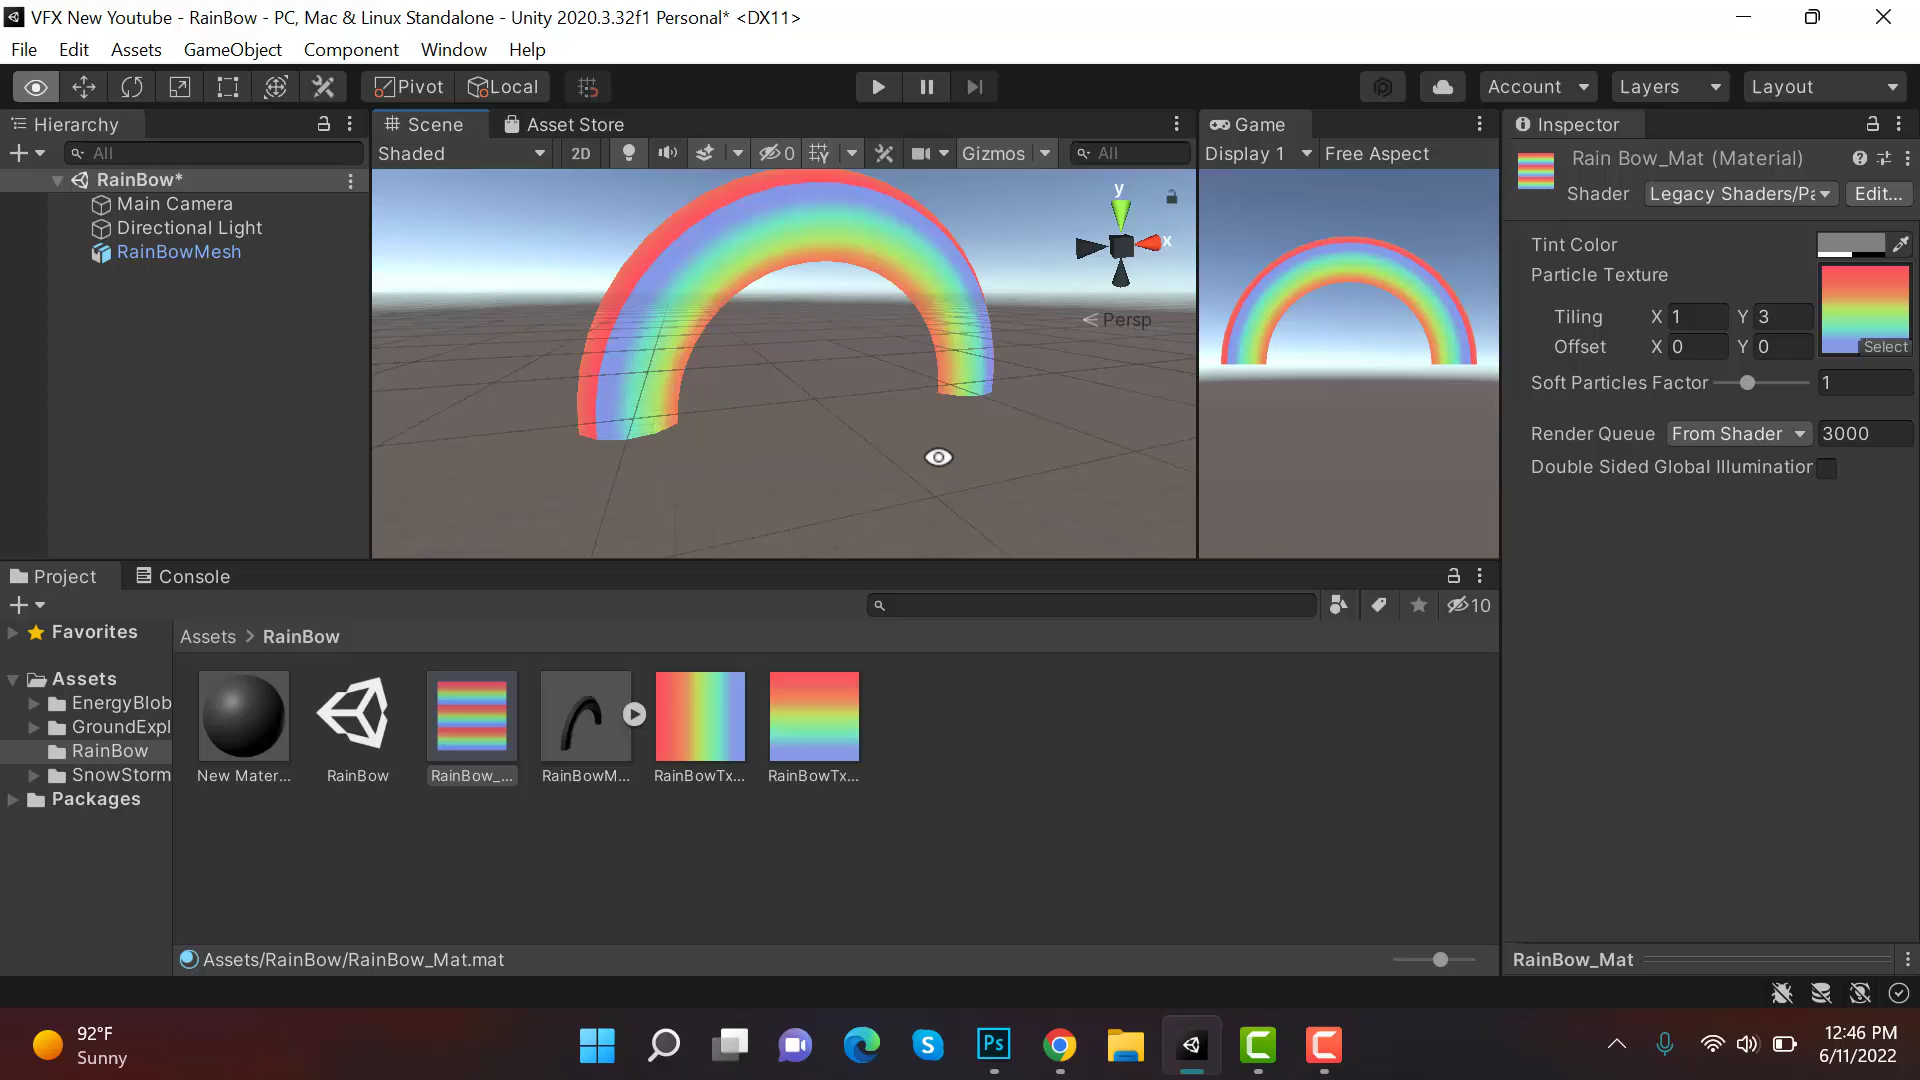 VFX New Youtube - RainBow - PC, Mac & Linux Standalone - Unity 2020.3.32f1 Personal* <DX11>
File Edit Assets GameObject Component Window Help
Pivot Local Account Layers Layout
Hierarchy Scene Asset Store Game Inspector
All Shaded 2D 0 Gizmos All Display 1 Free Aspect Rain Bow_Mat (Material)
RainBow* Shader Legacy Shaders/Pa Edit...
Main Camera
Directional Light
RainBowMesh
y
x
Persp
Tint Color
Particle Texture
Tiling X 1 Y 3
Offset X 0 Y 0 Select
Soft Particles Factor 1
Render Queue From Shader 3000
Double Sided Global Illumination
Project Console
10
Favorites Assets > RainBow
Assets
EnergyBlob
GroundExpl
RainBow
SnowStorm
Packages
New Mater... RainBow RainBow_... RainBowM... RainBowTx... RainBowTx...
Assets/RainBow/RainBow_Mat.mat RainBow_Mat
92°F
Sunny
Ps
12:46 PM
6/11/2022